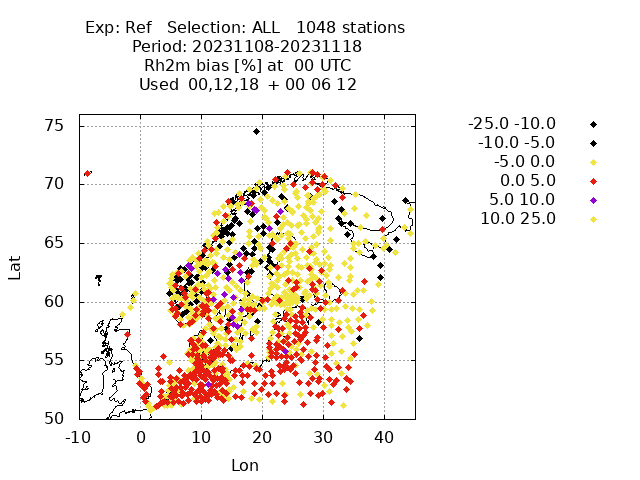 Exp: Ref   Selection: ALL   1048 stations
Period: 20231108-20231118
Rh2m bias [%] at  00 UTC
Used  00,12,18  + 00 06 12
-25.0 -10.0
-10.0 -5.0
-5.0 0.0
0.0 5.0
5.0 10.0
10.0 25.0
75
70
65
60
55
50
Lat
-10 0 10 20 30 40
Lon